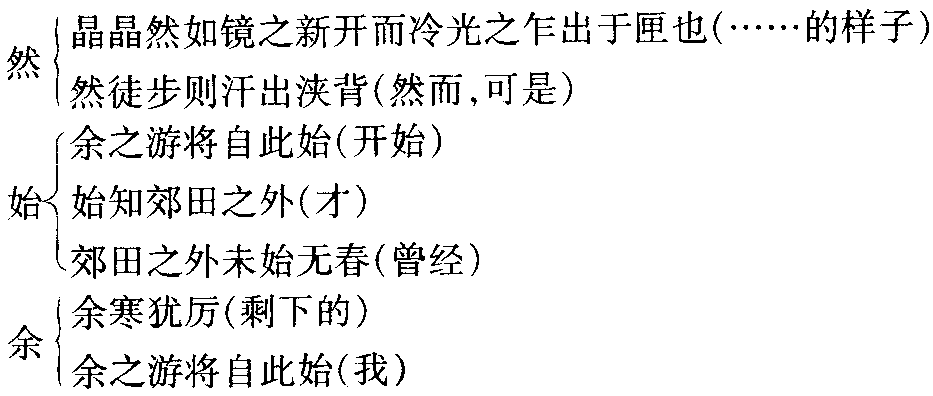 然
晶晶然如镜之新开而冷光之乍出于匣也(……的样子)
然徒步则汗出浃背(然而,可是)
始
余之游将自此始(开始)
始知郊田之外(才)
郊田之外未始无春(曾经)
余
余寒犹厉(剩下的)
余之游将自此始(我)